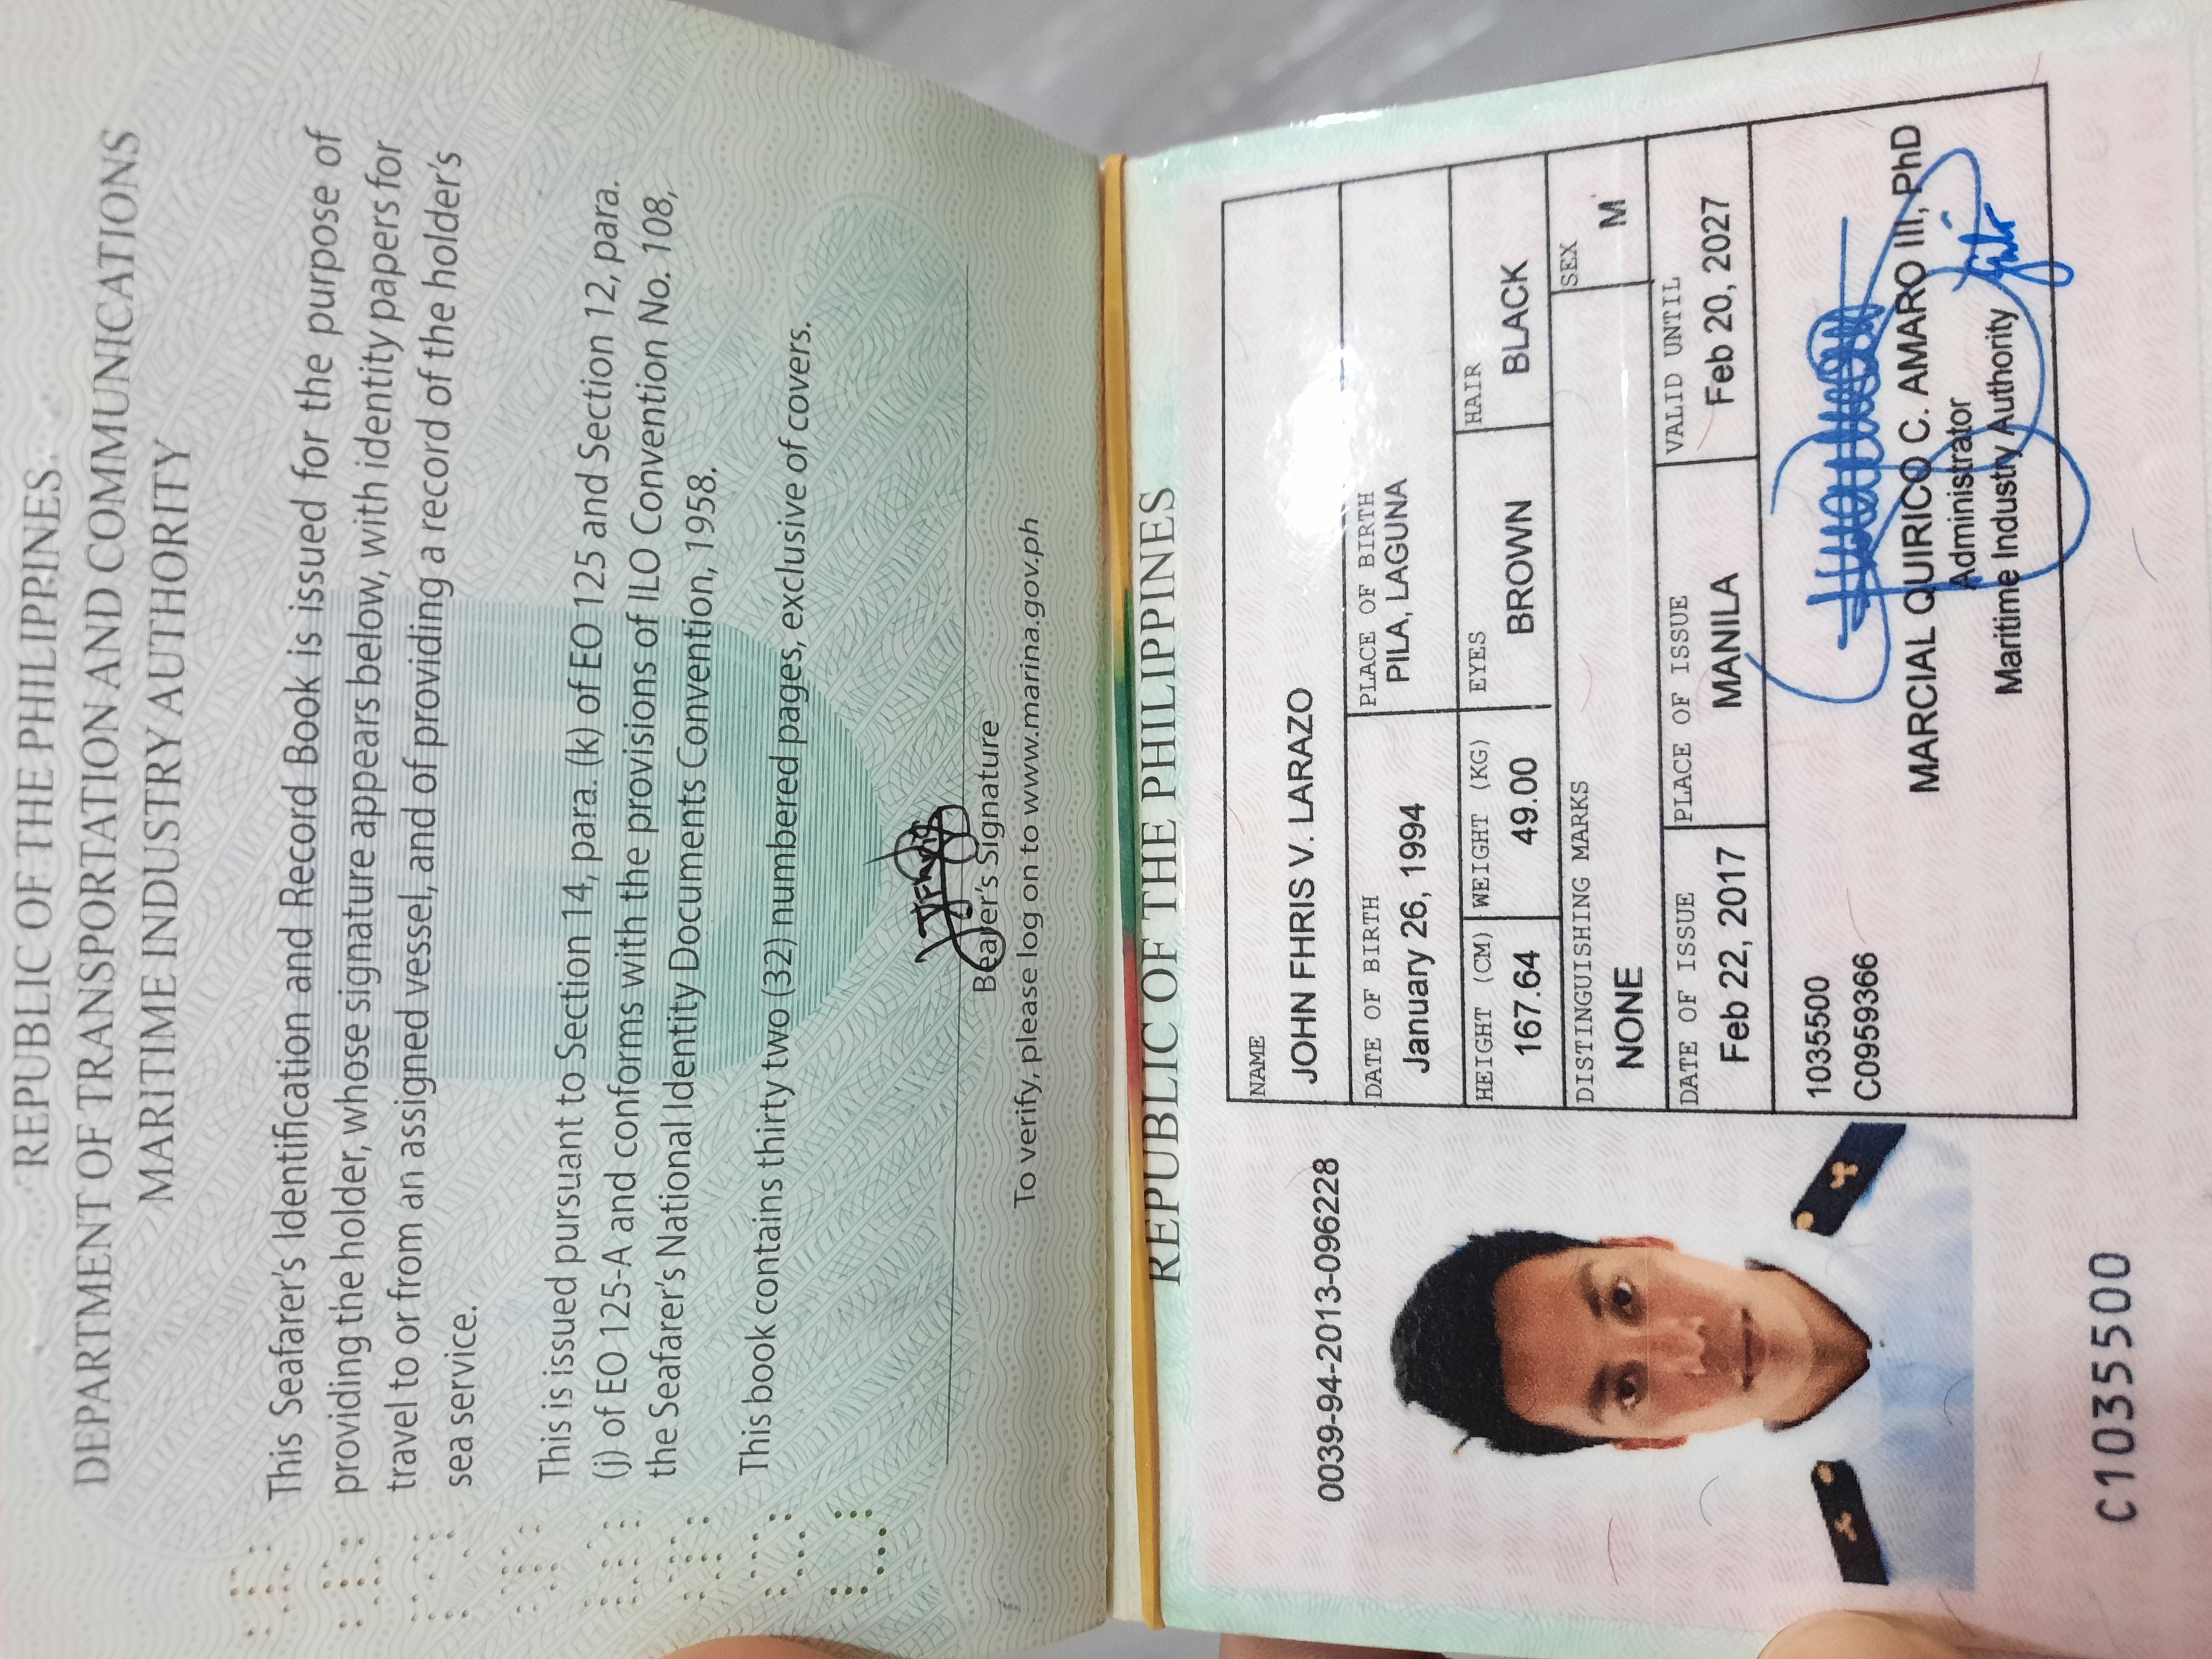 REPUBLIC OF THE PHILIPPINES
DEPARTMENT OF TRANSPORTATION AND COMMUNICATIONS
MARITIME INDUSTRY AUTHORITY
This Seafarer's Identification and Record Book is issued for the purpose of
providing the holder, whose signature appears below, with identity papers for
travel to or from an assigned vessel, and of providing a record of the holder's
sea service.
This is issued pursuant to Section 14, para. (k) of EO 125 and Section 12, para.
(j) of EO 125-A and conforms with the provisions of ILO Convention No. 108,
the Seafarer's National Identity Documents Convention, 1958.
This book contains thirty two (32) numbered pages, exclusive of covers.
Bearer's Signature
To verify, please log on to www.marina.gov.ph
REPUBLIC OF THE PHILIPPINES
0039-94-2013-096228
NAME
JOHN FHRIS V. LARAZO
DATE OF BIRTH PLACE OF BIRTH
January 26, 1994 PILA, LAGUNA
HEIGHT (CM) WEIGHT (KG) EYES HAIR
167.64 49.00 BROWN BLACK
DISTINGUISHING MARKS SEX
NONE M
DATE OF ISSUE PLACE OF ISSUE VALID UNTIL
Feb 22, 2017 MANILA Feb 20, 2027
1035500
C0959366
MARCIAL QUIRICO C. AMARO III, PhD
Administrator
Maritime Industry Authority
C1035500